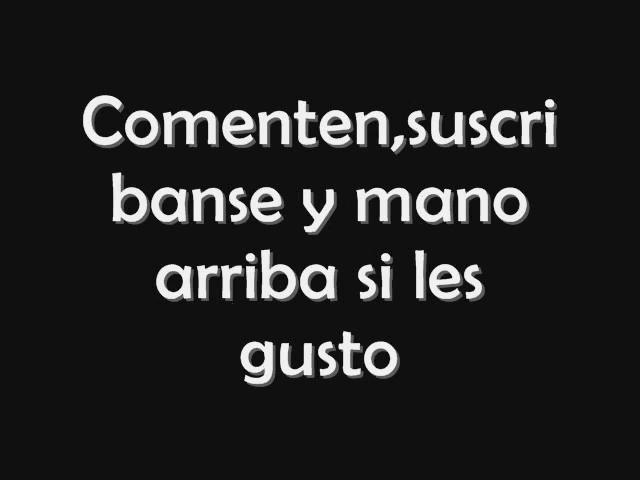 Comenten,suscri
banse y mano
arriba si les
gusto